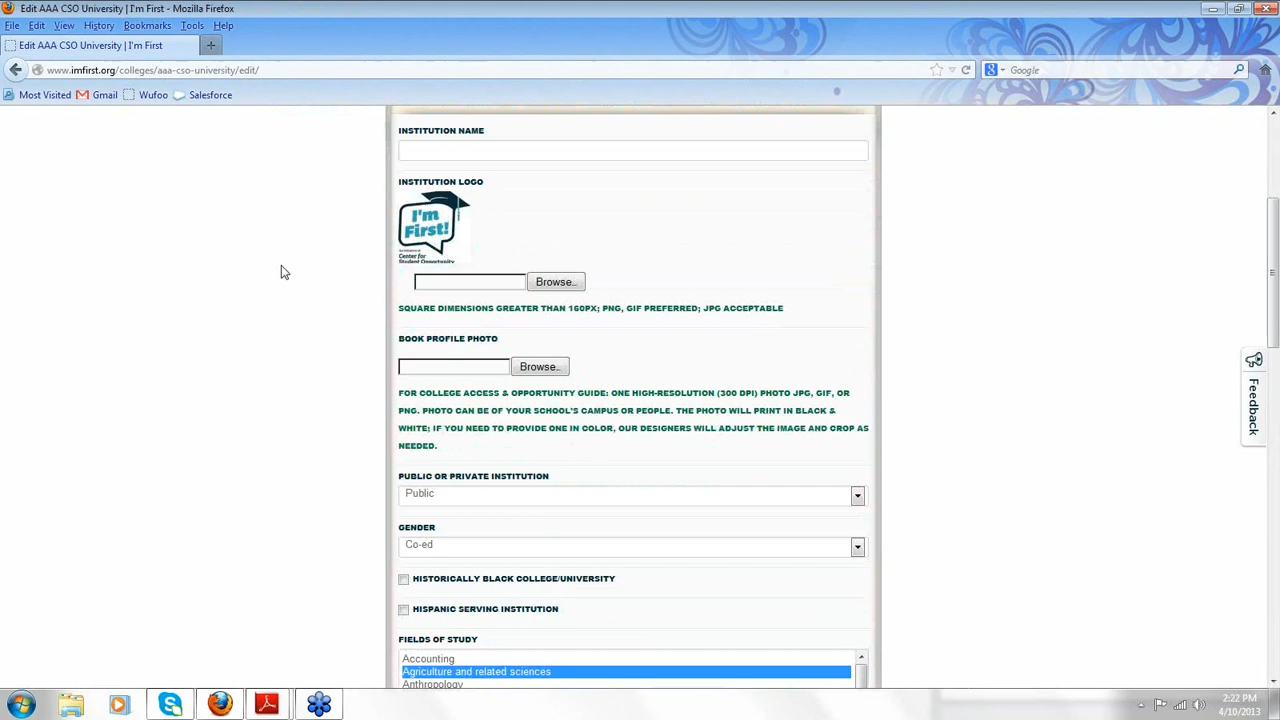 Edit AAA CSO University | I'm First - Mozilla Firefox
File Edit View History Bookmarks Tools Help
Edit AAA CSO University | I'm First
www.imfirst.org/colleges/aaa-cso-university/edit/
Google
Most Visited Gmail Wufoo Salesforce
INSTITUTION NAME
INSTITUTION LOGO
I'm
First!
Center for
Student Opportunity
Browse..
SQUARE DIMENSIONS GREATER THAN 160PX; PNG, GIF PREFERRED; JPG ACCEPTABLE
BOOK PROFILE PHOTO
Browse..
FOR COLLEGE ACCESS & OPPORTUNITY GUIDE: ONE HIGH-RESOLUTION (300 DPI) PHOTO JPG, GIF, OR
PNG. PHOTO CAN BE OF YOUR SCHOOL'S CAMPUS OR PEOPLE. THE PHOTO WILL PRINT IN BLACK &
WHITE; IF YOU NEED TO PROVIDE ONE IN COLOR, OUR DESIGNERS WILL ADJUST THE IMAGE AND CROP AS
NEEDED.
Feedback
PUBLIC OR PRIVATE INSTITUTION
Public
GENDER
Co-ed
HISTORICALLY BLACK COLLEGE/UNIVERSITY
HISPANIC SERVING INSTITUTION
FIELDS OF STUDY
Accounting
Agriculture and related sciences
Anthropology
2:22 PM
4/10/2013